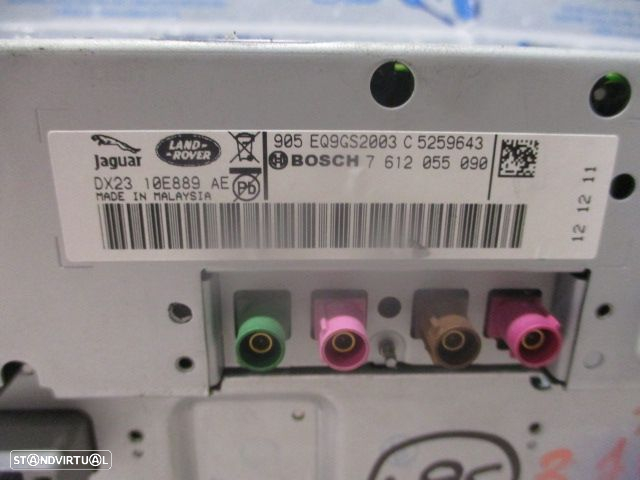 Jaguar
LAND-
ROVER
905 EQ9GS2003 C 5259643
BOSCH 7 612 055 090
DX23 10E889 AE
Pb
MADE IN MALAYSIA
12 12 11
STANDVIRTUAL